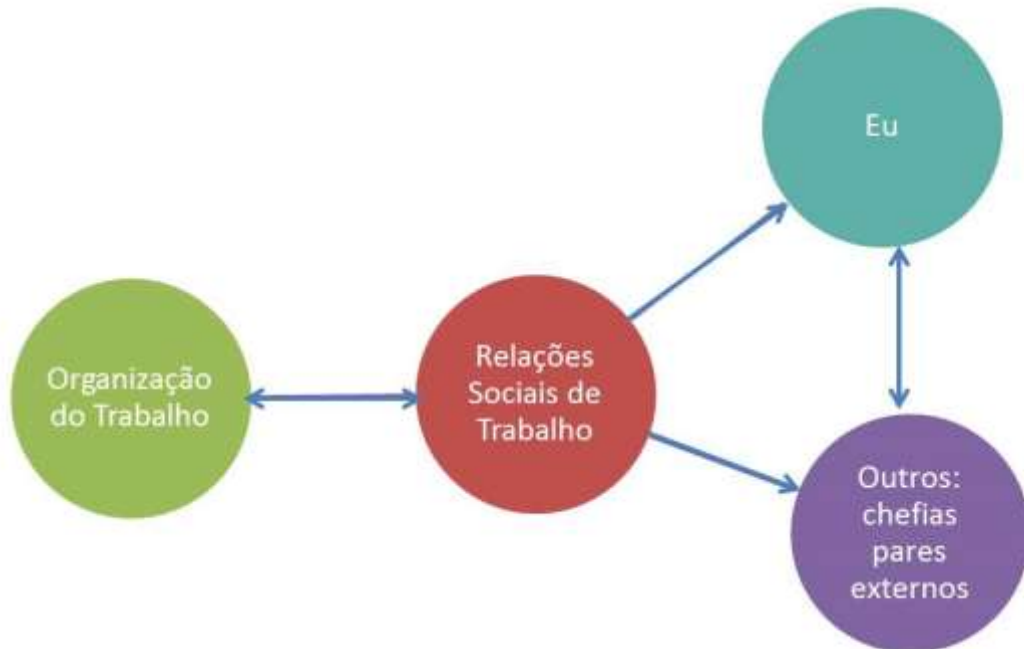 Eu
Organização
do Trabalho
Relações
Sociais de
Trabalho
Outros:
chefias
pares
externos